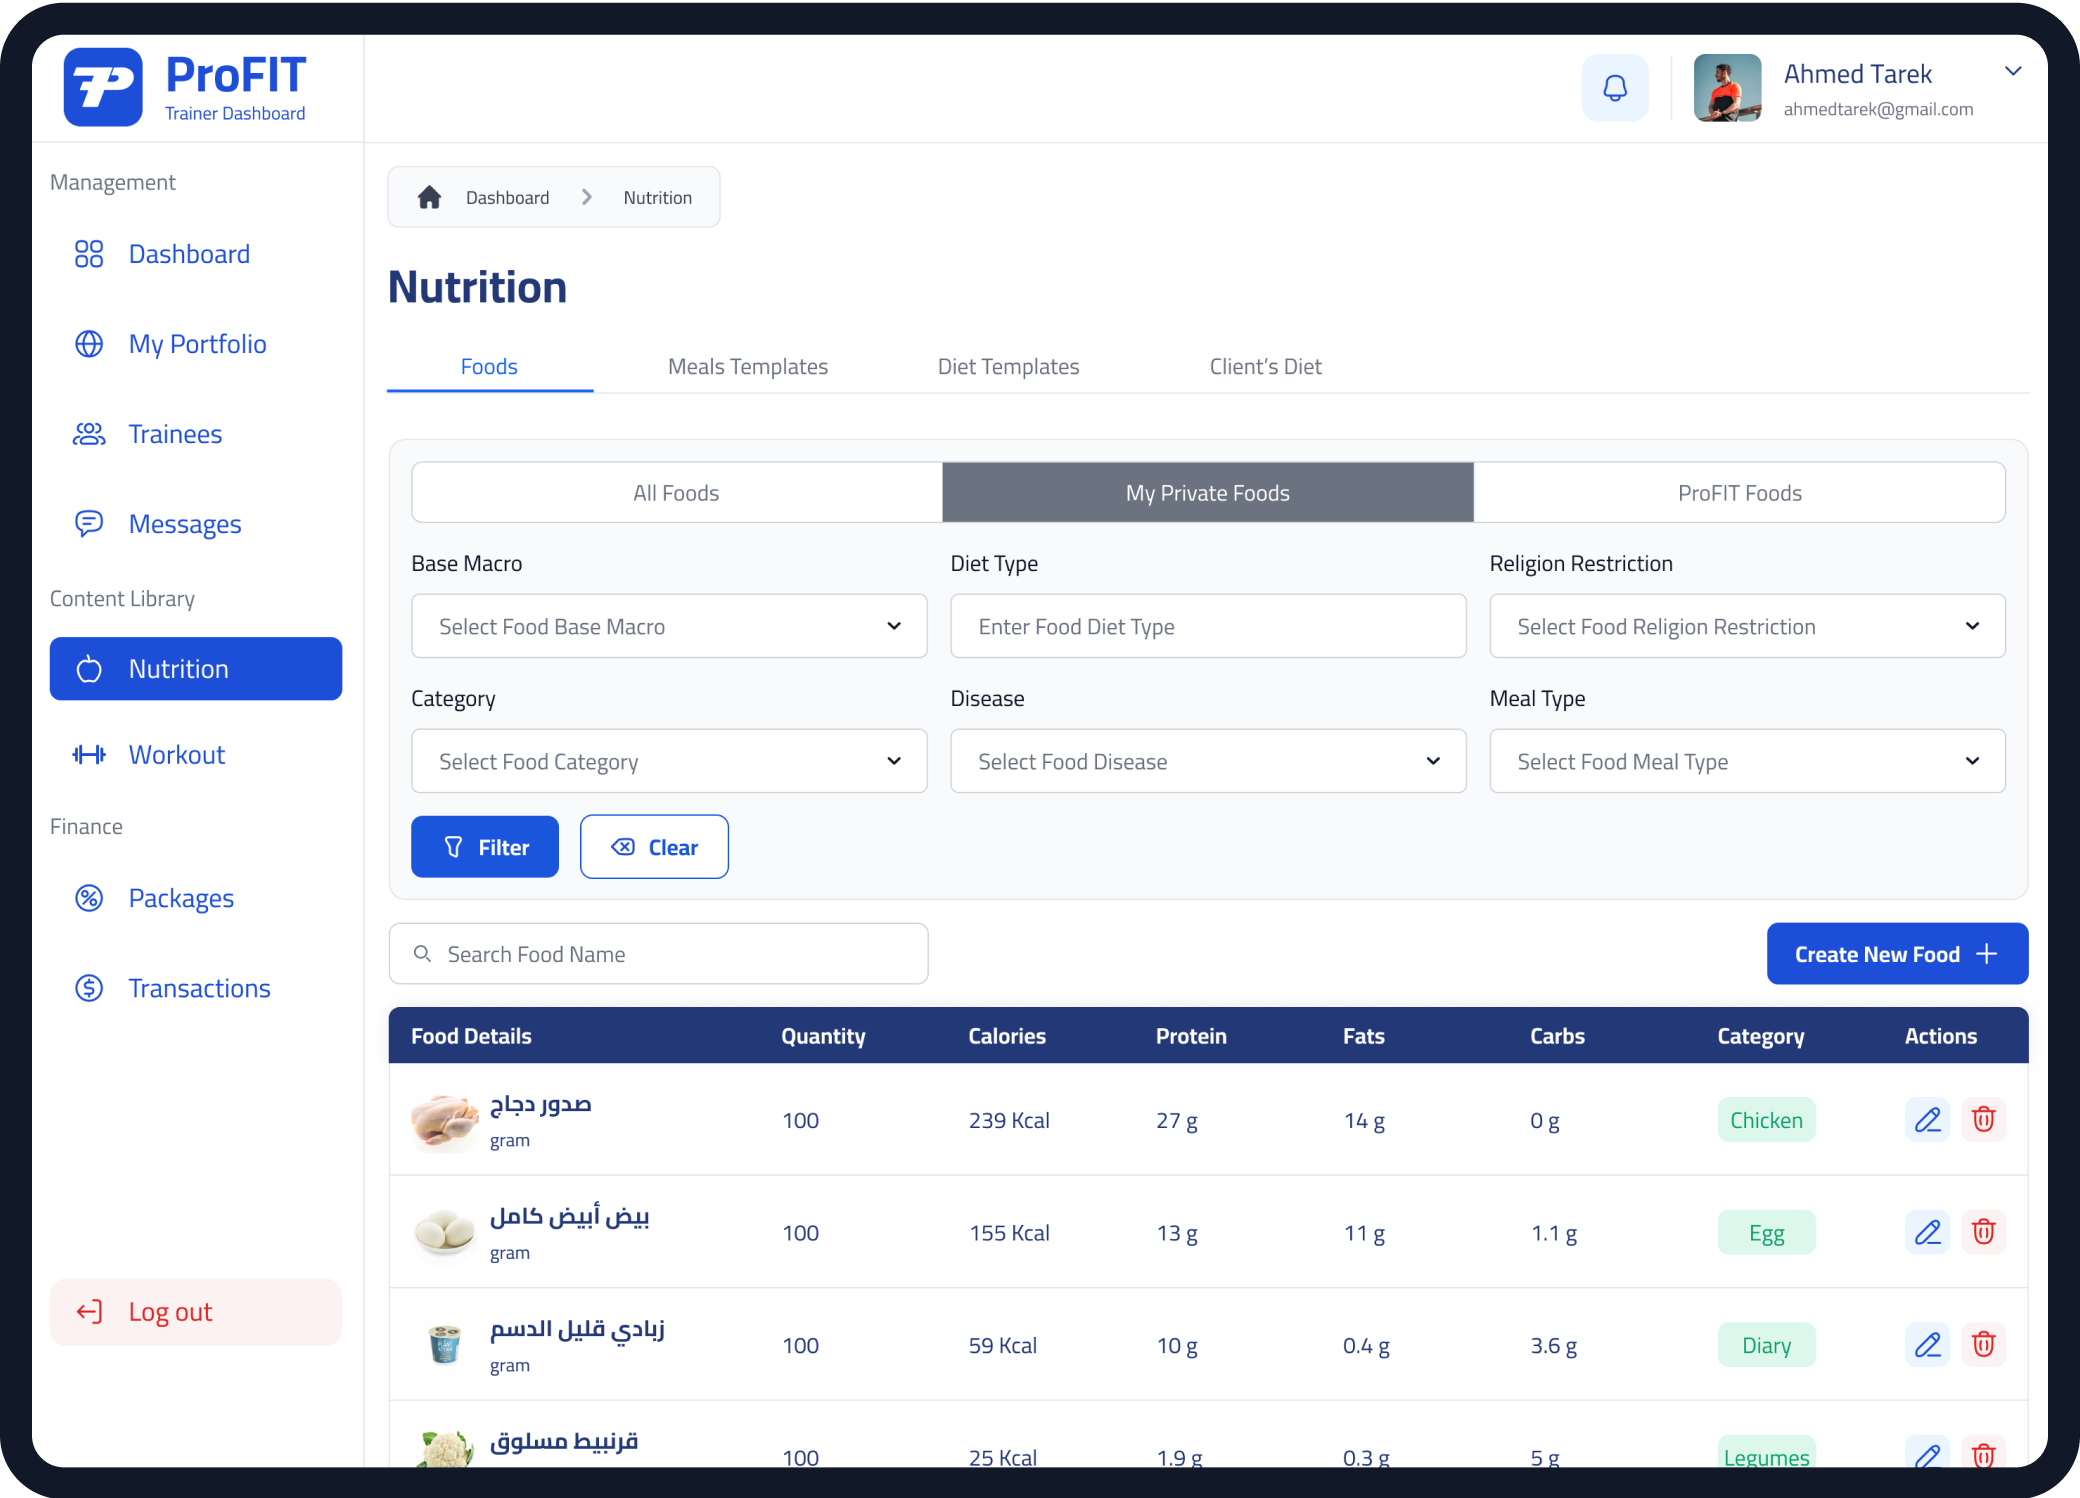 ProFIT
Trainer Dashboard
Ahmed Tarek
ahmedtarek@gmail.com
Management
Dashboard
My Portfolio
Trainees
Messages
Content Library
Nutrition
Workout
Finance
Packages
Transactions
Log out
Dashboard > Nutrition
Nutrition
Foods Meals Templates Diet Templates Client’s Diet
All Foods My Private Foods ProFIT Foods
Base Macro Diet Type Religion Restriction
Select Food Base Macro Enter Food Diet Type Select Food Religion Restriction
Category Disease Meal Type
Select Food Category Select Food Disease Select Food Meal Type
Filter Clear
Search Food Name Create New Food +
Food Details Quantity Calories Protein Fats Carbs Category Actions
صدور دجاج
gram
100 239 Kcal 27 g 14 g 0 g Chicken
بيض أبيض كامل
gram
100 155 Kcal 13 g 11 g 1.1 g Egg
زبادي قليل الدسم
gram
100 59 Kcal 10 g 0.4 g 3.6 g Diary
قرنبيط مسلوق
100 25 Kcal 1.9 g 0.3 g 5 g Legumes